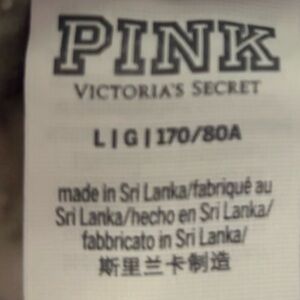 PINK
VICTORIA'S SECRET
L | G | 170/80A
made in Sri Lanka/fabriqué au
Sri Lanka/hecho en Sri Lanka/
fabbricato in Sri Lanka/
斯里兰卡制造